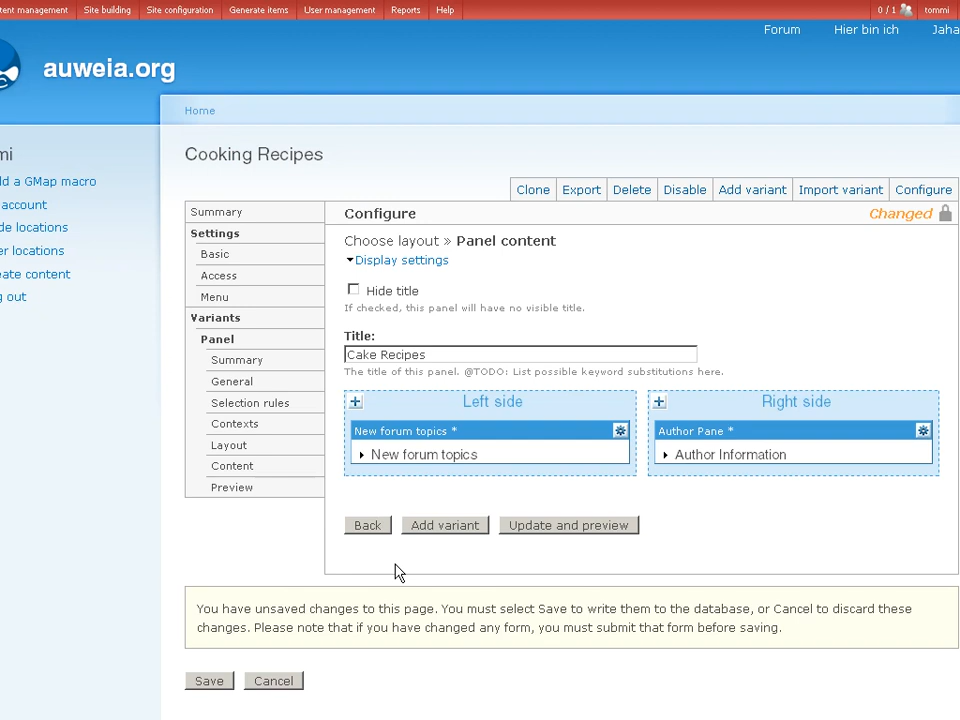 tent management Site building Site configuration Generate items User management Reports Help 0 / 1 tommi
Forum Hier bin ich Jaha
auweia.org
Home
mi
Cooking Recipes
dd a GMap macro
account
de locations
er locations
eate content
g out
Clone Export Delete Disable Add variant Import variant Configure
Summary
Settings
Basic
Access
Menu
Variants
Panel
Summary
General
Selection rules
Contexts
Layout
Content
Preview
Configure Changed
Choose layout » Panel content
Display settings
Hide title
If checked, this panel will have no visible title.
Title:
Cake Recipes
The title of this panel. @TODO: List possible keyword substitutions here.
Left side Right side
New forum topics * Author Pane *
New forum topics Author Information
Back Add variant Update and preview
You have unsaved changes to this page. You must select Save to write them to the database, or Cancel to discard these
changes. Please note that if you have changed any form, you must submit that form before saving.
Save Cancel